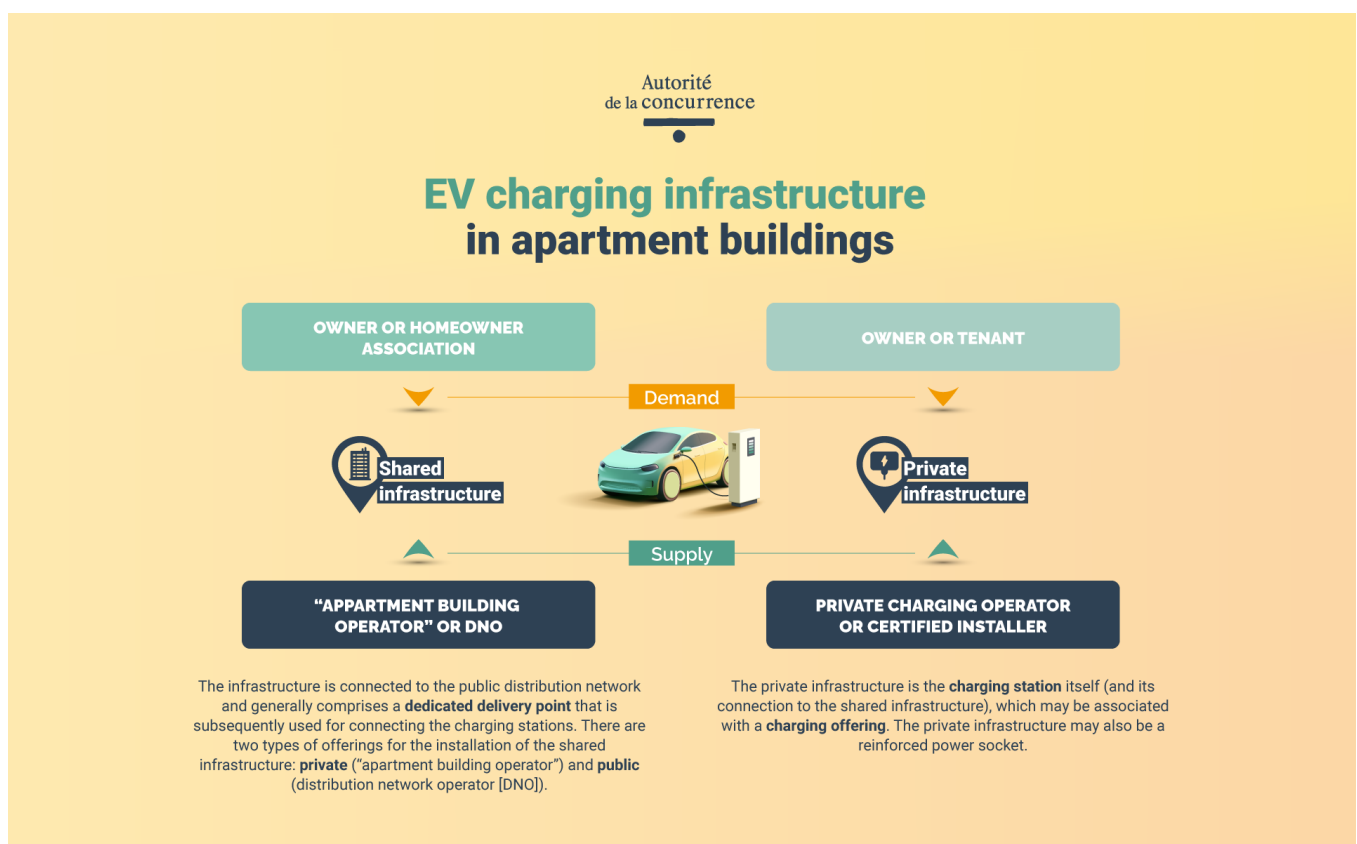 Autorité
de la concurrence
EV charging infrastructure
in apartment buildings
OWNER OR HOMEOWNER
ASSOCIATION
OWNER OR TENANT
Demand
Shared
infrastructure
Private
infrastructure
Supply
“APPARTMENT BUILDING
OPERATOR” OR DNO
PRIVATE CHARGING OPERATOR
OR CERTIFIED INSTALLER
The infrastructure is connected to the public distribution network
and generally comprises a dedicated delivery point that is
subsequently used for connecting the charging stations. There are
two types of offerings for the installation of the shared
infrastructure: private (“apartment building operator”) and public
(distribution network operator [DNO]).
The private infrastructure is the charging station itself (and its
connection to the shared infrastructure), which may be associated
with a charging offering. The private infrastructure may also be a
reinforced power socket.